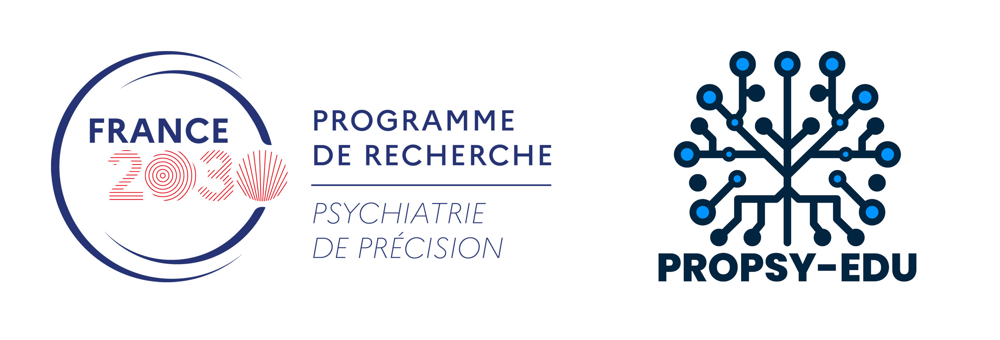 FRANCE
2030
PROGRAMME
DE RECHERCHE
PSYCHIATRIE
DE PRÉCISION
PROPSY-EDU